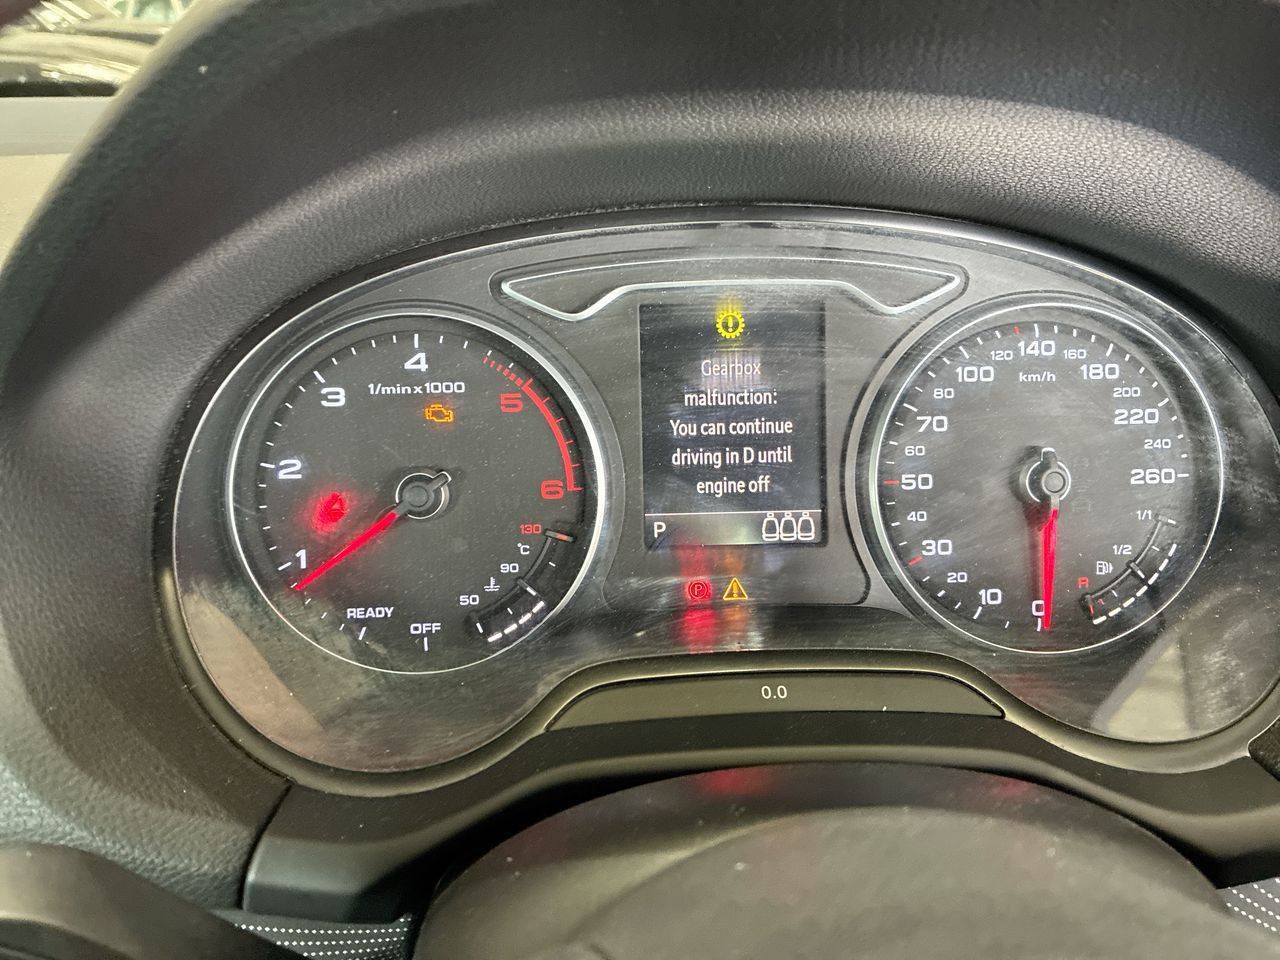 Gearbox
malfunction:
You can continue
driving in D until
engine off
P
1/min x 1000
OFF
READY
1
2
3
4
5
6
50
90
130
°C
P
0
10
20
30
40
50
60
70
80
100
120
140
160
180
200
220
240
260
km/h
R
1/2
1/1
0.0